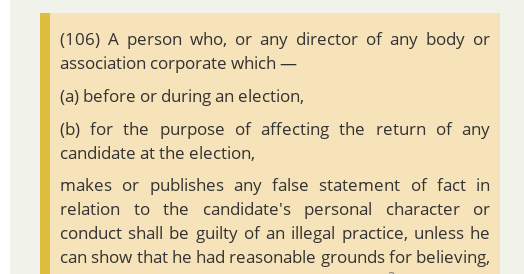 (106) A person who, or any director of any body or
association corporate which —
(a) before or during an election,
(b) for the purpose of affecting the return of any
candidate at the election,
makes or publishes any false statement of fact in
relation to the candidate's personal character or
conduct shall be guilty of an illegal practice, unless he
can show that he had reasonable grounds for believing,